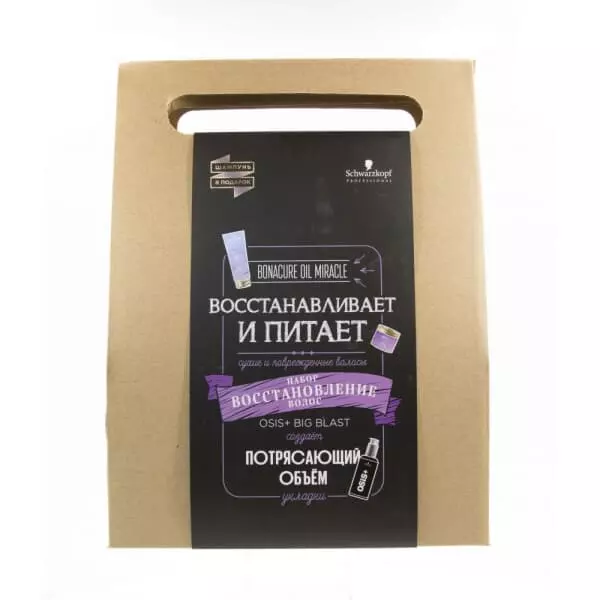 ШАМПУНЬ
В ПОДАРОК
Schwarzkopf
PROFESSIONAL
BONACURE OIL MIRACLE
ВОССТАНАВЛИВАЕТ
И ПИТАЕТ
сухие и повреждённые волосы
НАБОР
ВОССТАНОВЛЕНИЕ
ВОЛОС
OSIS+ BIG BLAST
создаёт
ПОТРЯСАЮЩИЙ
ОБЪЁМ
укладки
OSIS+